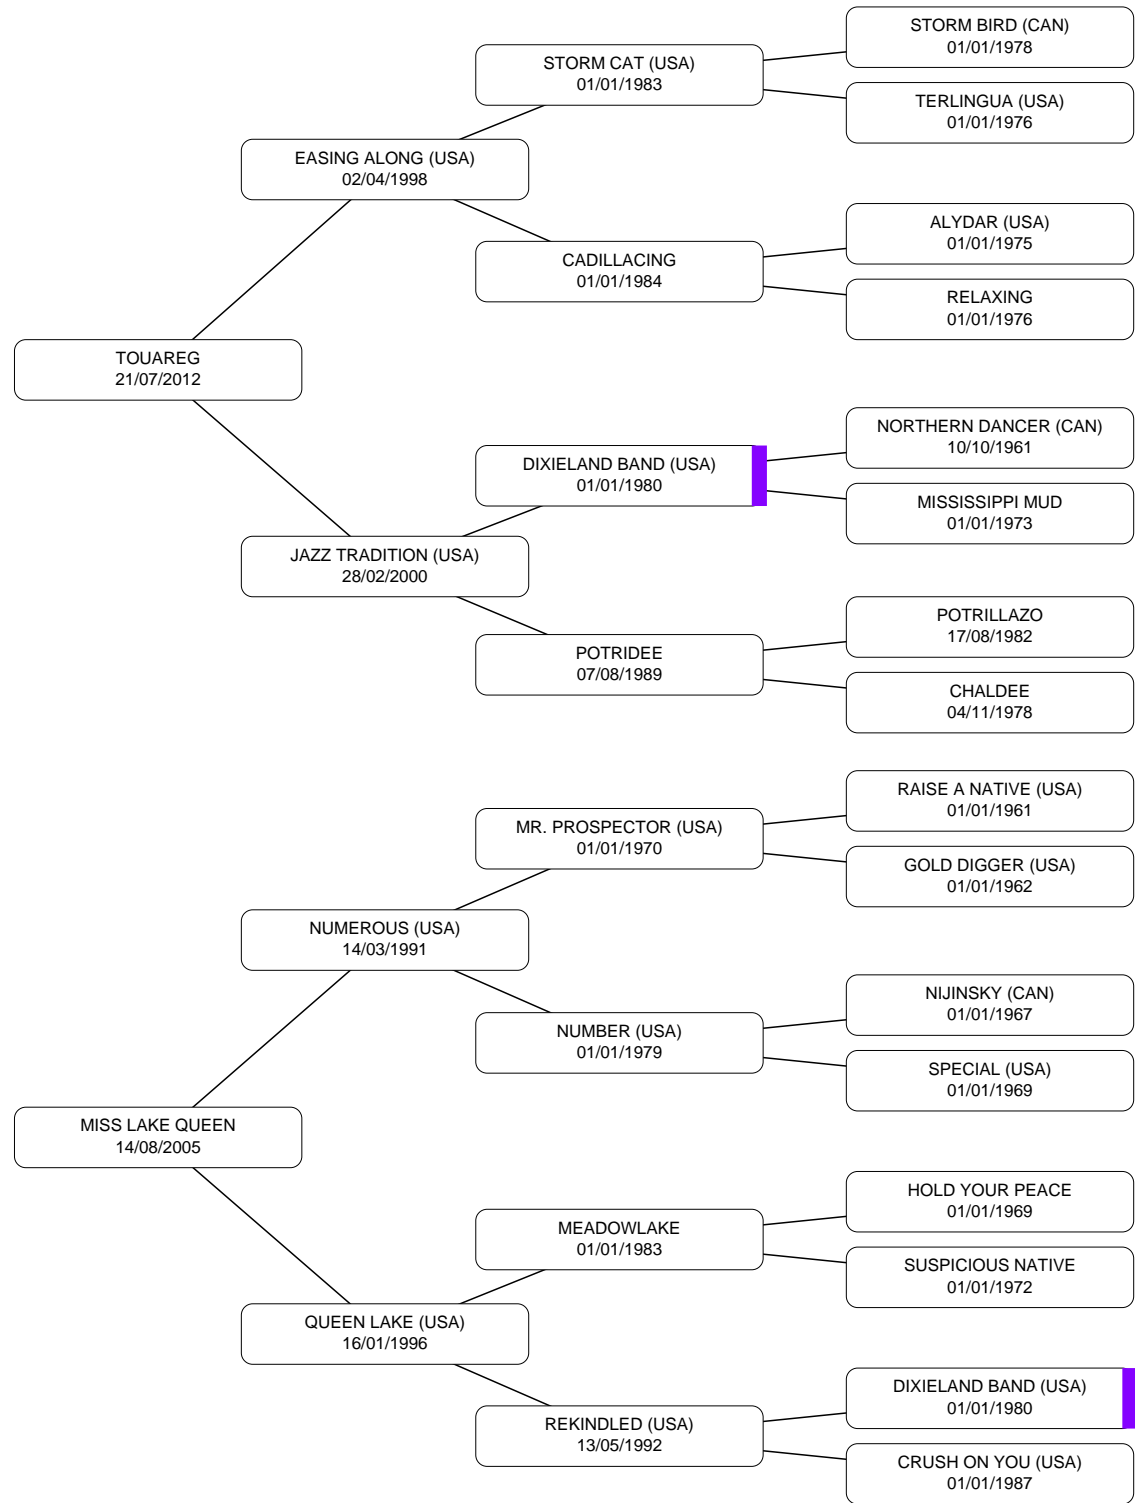 STORM BIRD (CAN)
01/01/1978
STORM CAT (USA)
01/01/1983
TERLINGUA (USA)
01/01/1976
EASING ALONG (USA)
02/04/1998
ALYDAR (USA)
01/01/1975
CADILLACING
01/01/1984
RELAXING
01/01/1976
TOUAREG
21/07/2012
NORTHERN DANCER (CAN)
10/10/1961
DIXIELAND BAND (USA)
01/01/1980
MISSISSIPPI MUD
01/01/1973
JAZZ TRADITION (USA)
28/02/2000
POTRILLAZO
17/08/1982
POTRIDEE
07/08/1989
CHALDEE
04/11/1978
RAISE A NATIVE (USA)
01/01/1961
MR. PROSPECTOR (USA)
01/01/1970
GOLD DIGGER (USA)
01/01/1962
NUMEROUS (USA)
14/03/1991
NIJINSKY (CAN)
01/01/1967
NUMBER (USA)
01/01/1979
SPECIAL (USA)
01/01/1969
MISS LAKE QUEEN
14/08/2005
HOLD YOUR PEACE
01/01/1969
MEADOWLAKE
01/01/1983
SUSPICIOUS NATIVE
01/01/1972
QUEEN LAKE (USA)
16/01/1996
DIXIELAND BAND (USA)
01/01/1980
REKINDLED (USA)
13/05/1992
CRUSH ON YOU (USA)
01/01/1987